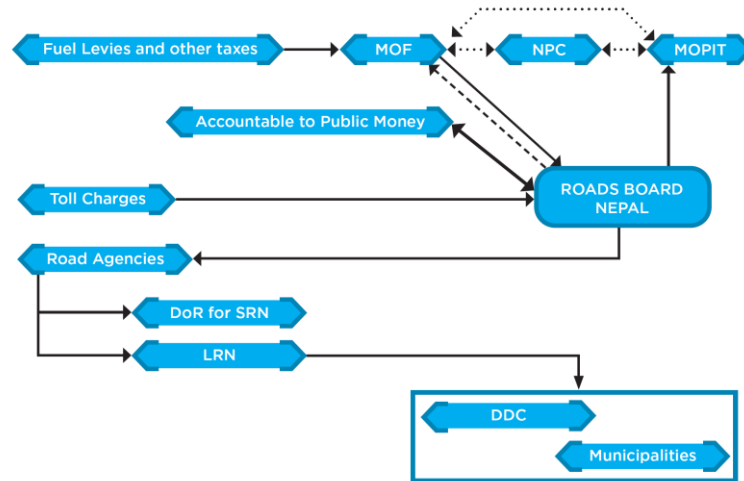 Fuel Levies and other taxes
MOF
NPC
MOPIT
Accountable to Public Money
Toll Charges
ROADS BOARD
NEPAL
Road Agencies
DoR for SRN
LRN
DDC
Municipalities